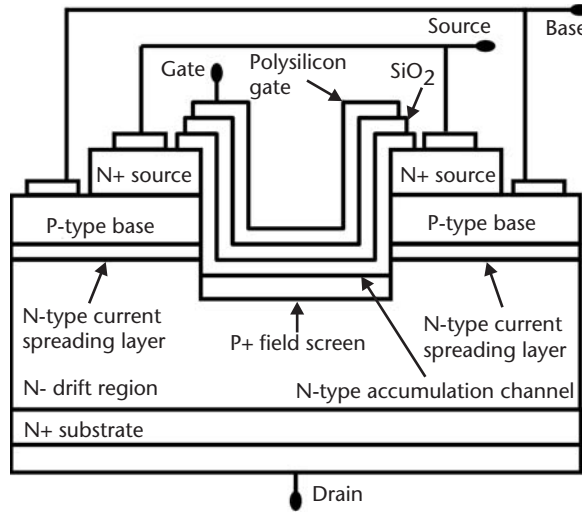 Source
Base
Gate
Polysilicon
gate
SiO2
N+ source
N+ source
P-type base
P-type base
N-type current
spreading layer
P+ field screen
N-type current
spreading layer
N- drift region
N-type accumulation channel
N+ substrate
Drain